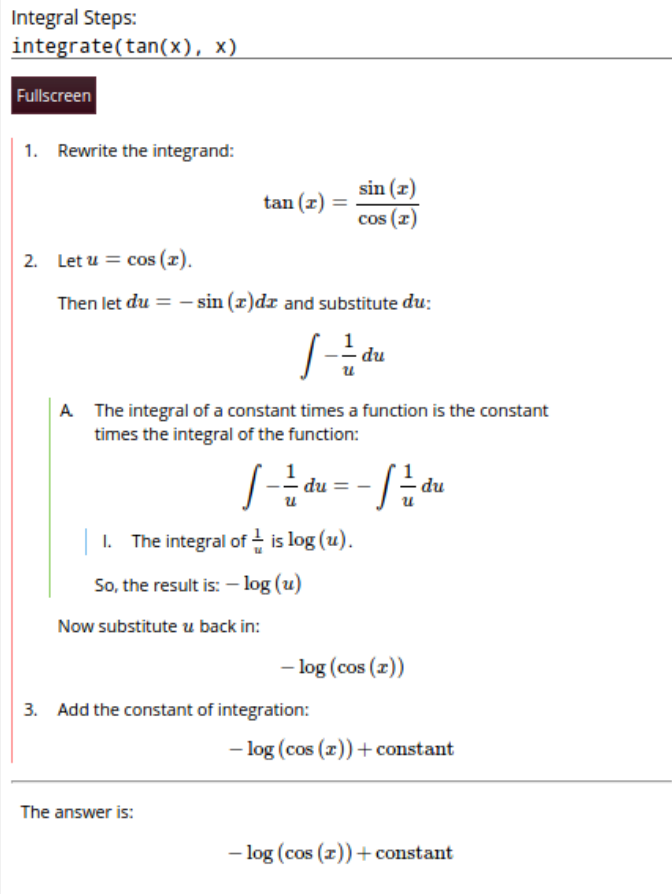 Integral Steps:
integrate(tan(x), x)
Fullscreen
1. Rewrite the integrand:
tan (x) = sin (x) / cos (x)
2. Let u = cos (x).
Then let du = − sin (x)dx and substitute du:
∫ −1/u du
A. The integral of a constant times a function is the constant
times the integral of the function:
∫ −1/u du = − ∫ 1/u du
I. The integral of 1/u is log (u).
So, the result is: − log (u)
Now substitute u back in:
− log (cos (x))
3. Add the constant of integration:
− log (cos (x)) + constant
The answer is:
− log (cos (x)) + constant